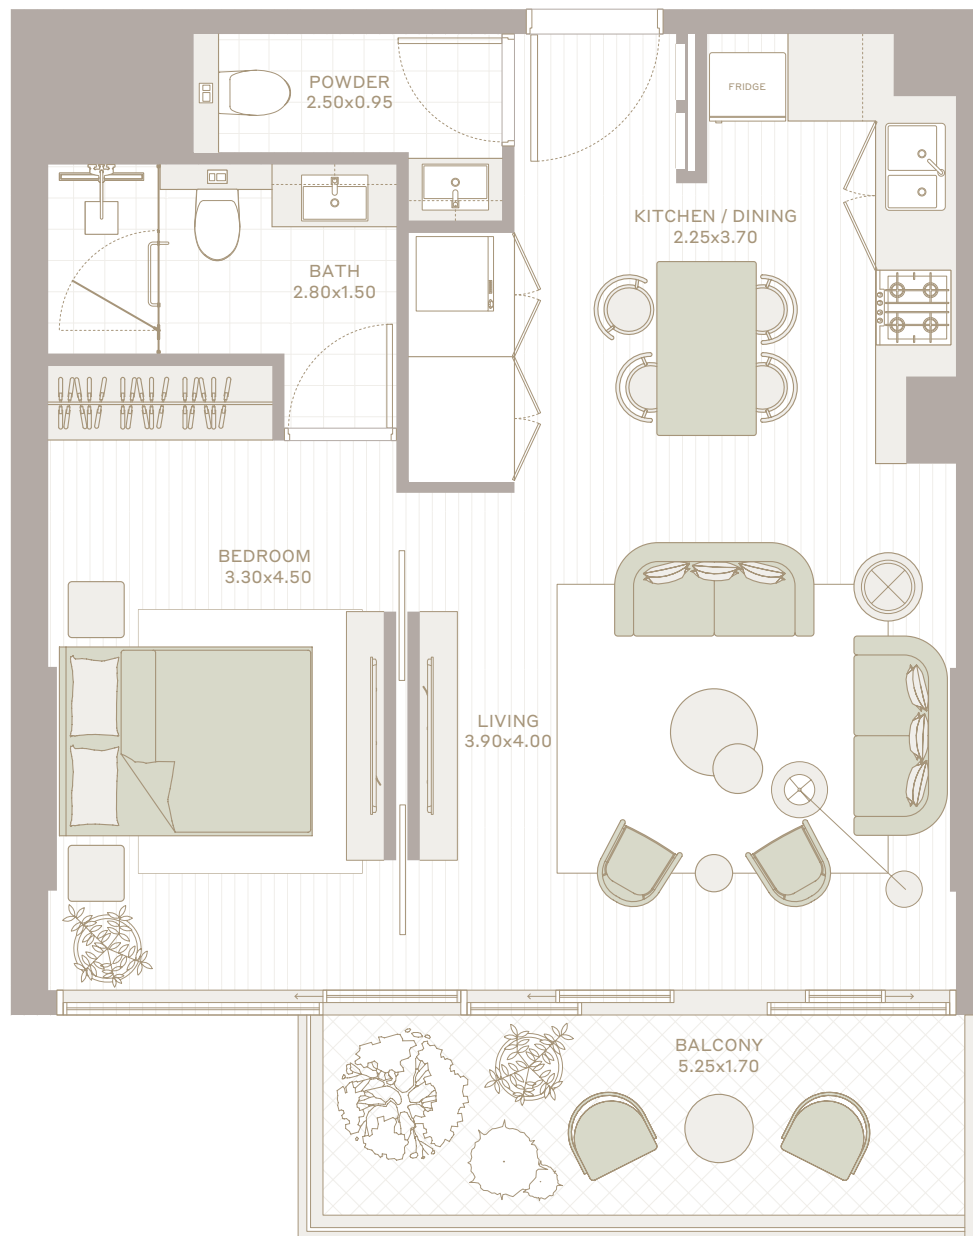 POWDER
2.50x0.95
FRIDGE
KITCHEN / DINING
2.25x3.70
BATH
2.80x1.50
BEDROOM
3.30x4.50
LIVING
3.90x4.00
BALCONY
5.25x1.70